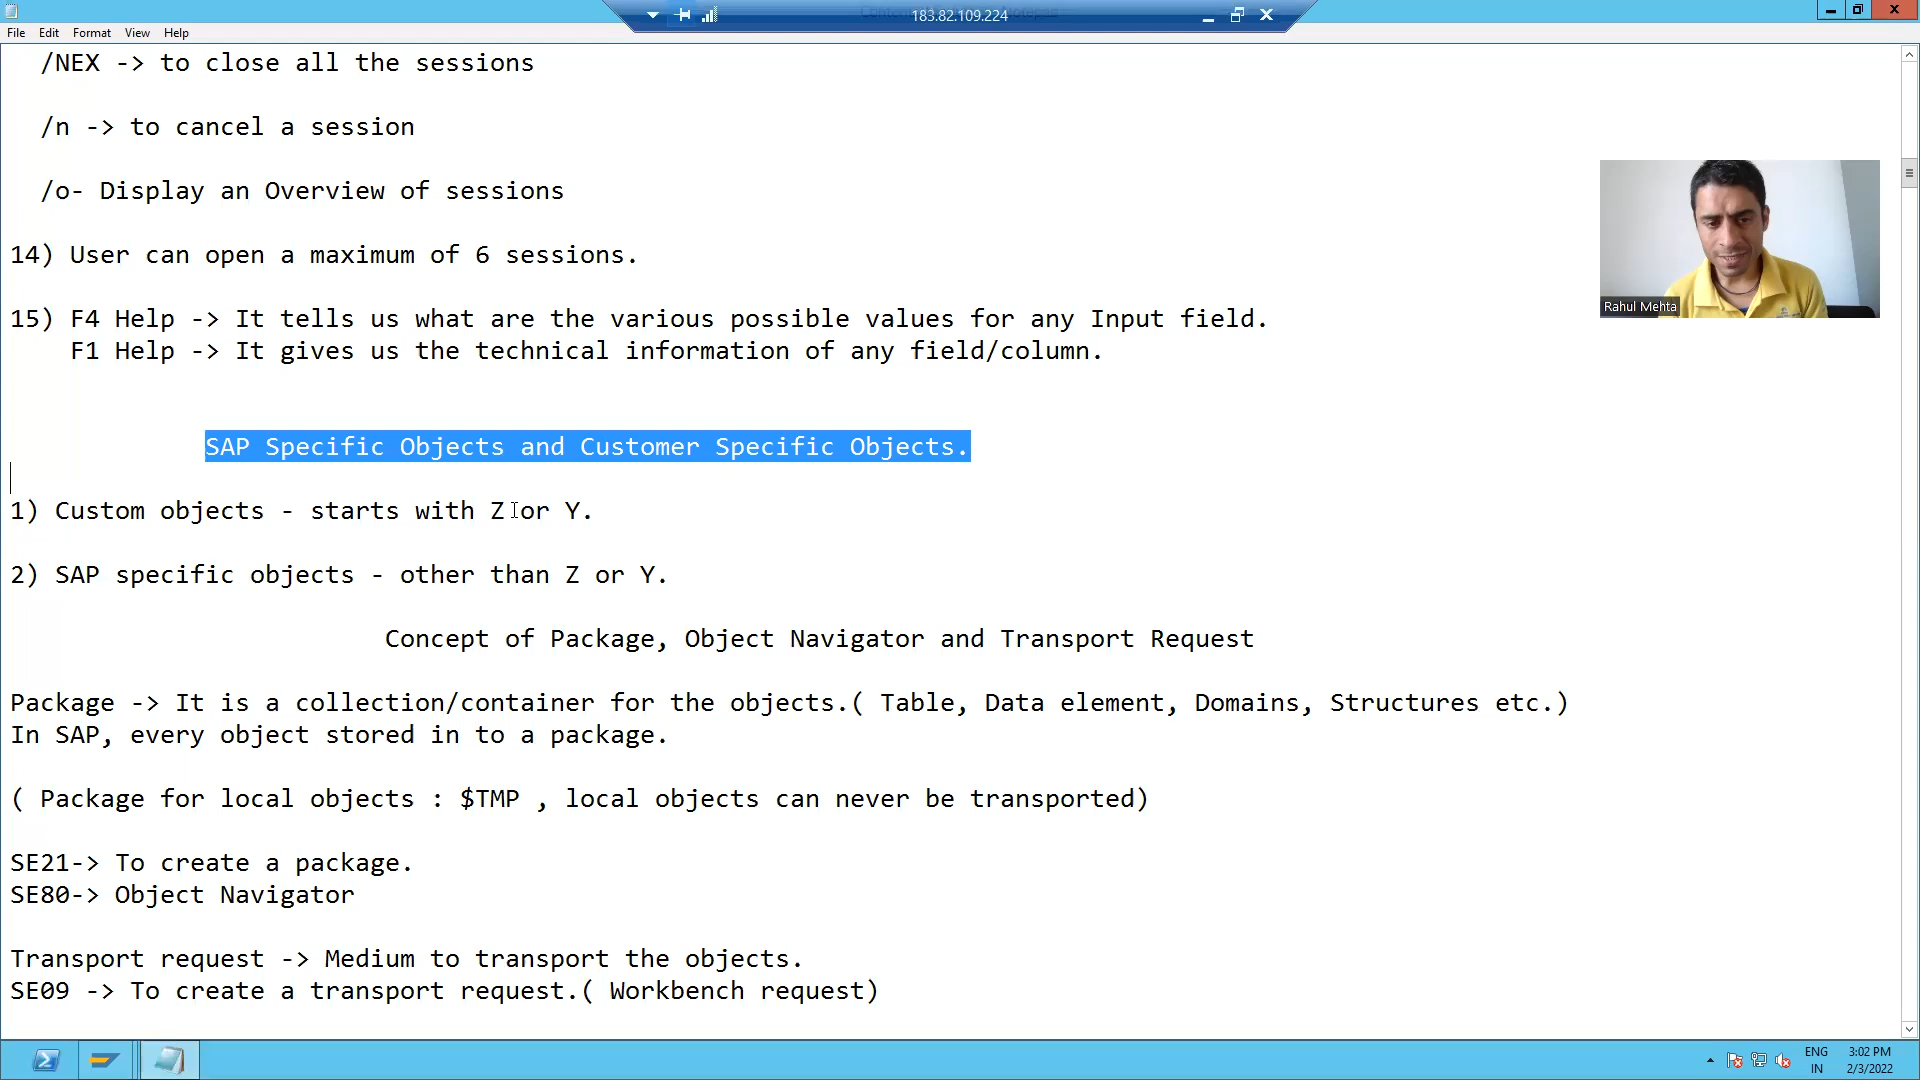 183.82.109.224
File Edit Format View Help
/NEX -> to close all the sessions
/n -> to cancel a session
/o- Display an Overview of sessions
14) User can open a maximum of 6 sessions.
15) F4 Help -> It tells us what are the various possible values for any Input field.
F1 Help -> It gives us the technical information of any field/column.
Rahul Mehta
SAP Specific Objects and Customer Specific Objects.
1) Custom objects - starts with Z or Y.
2) SAP specific objects - other than Z or Y.
Concept of Package, Object Navigator and Transport Request
Package -> It is a collection/container for the objects.( Table, Data element, Domains, Structures etc.)
In SAP, every object stored in to a package.
( Package for local objects : $TMP , local objects can never be transported)
SE21-> To create a package.
SE80-> Object Navigator
Transport request -> Medium to transport the objects.
SE09 -> To create a transport request.( Workbench request)
ENG 3:02 PM
IN 2/3/2022